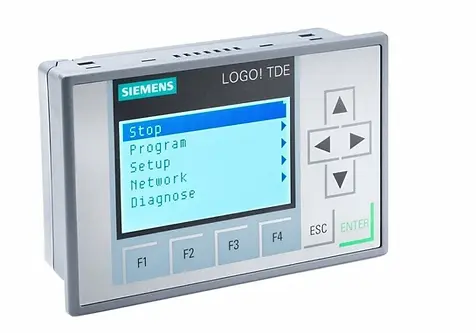 LOGO! TDE
SIEMENS
Stop
Program
Setup
Network
Diagnose
F1
F2
F3
F4
ESC
ENTER